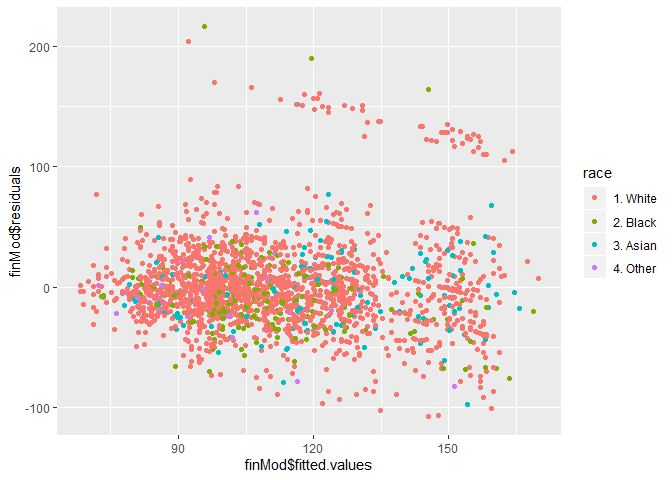 200
100
0
-100
finMod$residuals
90
120
150
finMod$fitted.values
race
1. White
2. Black
3. Asian
4. Other